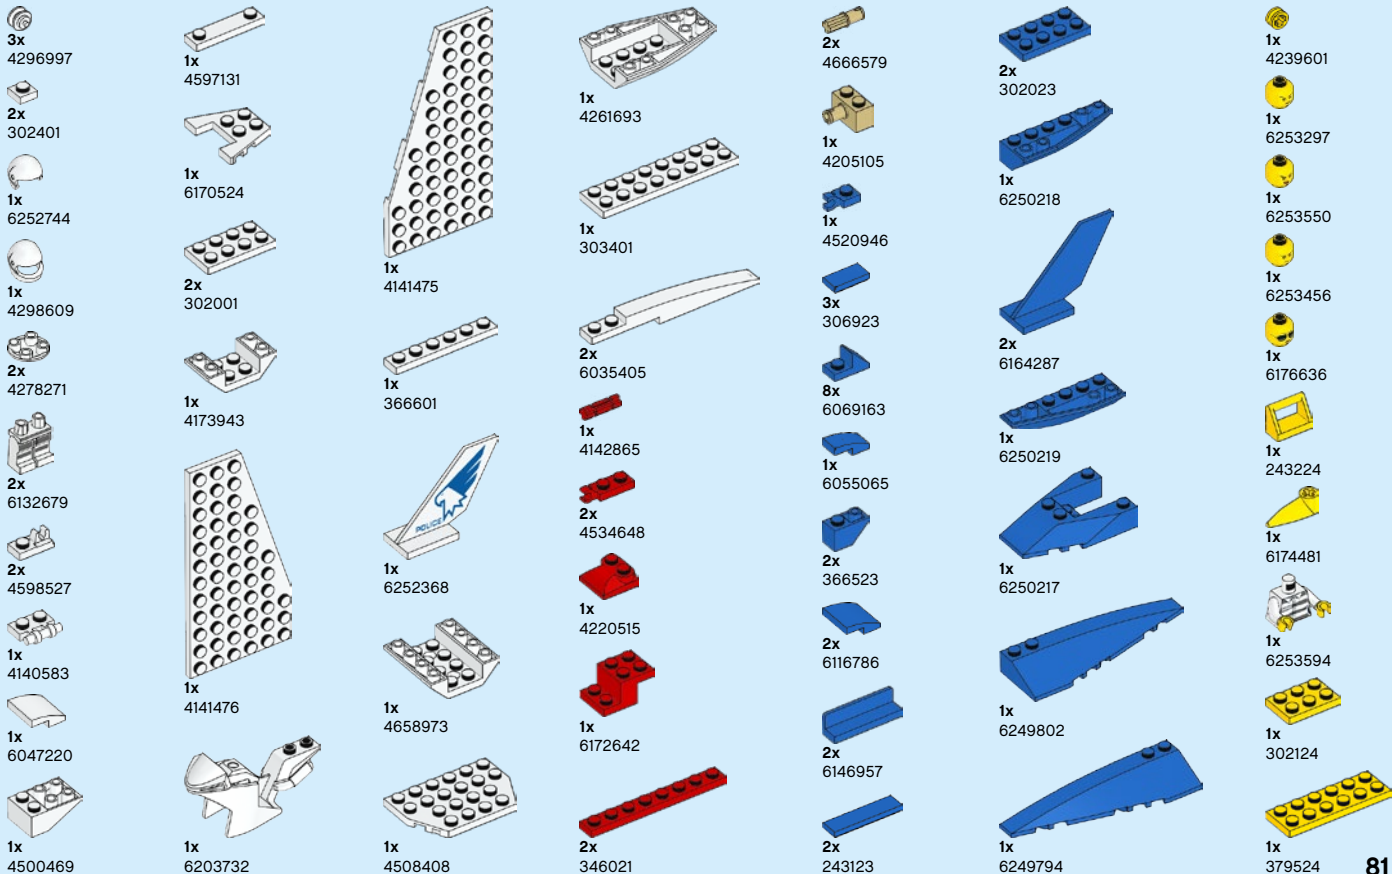 3x
4296997
2x
302401
1x
6252744
1x
4298609
2x
4278271
2x
6132679
2x
4598527
1x
4140583
1x
6047220
1x
4500469
1x
4597131
1x
6170524
2x
302001
1x
4173943
1x
4141476
1x
6203732
1x
4141475
1x
366601
POLICE
1x
6252368
1x
4658973
1x
4508408
1x
4261693
1x
303401
2x
6035405
1x
4142865
2x
4534648
1x
4220515
1x
6172642
2x
346021
2x
4666579
1x
4205105
1x
4520946
3x
306923
8x
6069163
1x
6055065
2x
366523
2x
6116786
2x
6146957
2x
243123
2x
302023
1x
6250218
2x
6164287
1x
6250219
1x
6250217
1x
6249802
1x
6249794
1x
4239601
1x
6253297
1x
6253550
1x
6253456
1x
6176636
1x
243224
1x
6174481
1x
6253594
1x
302124
1x
379524
81